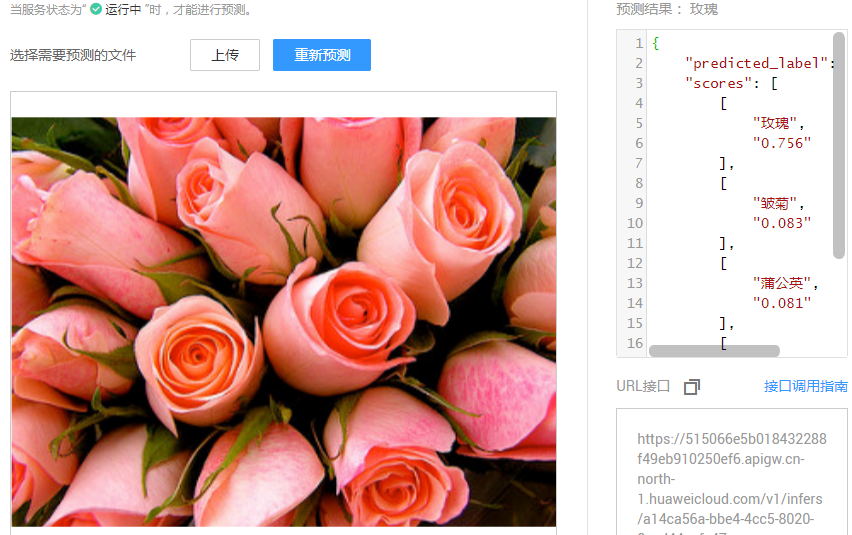 当服务状态为“ 运行中 ”时，才能进行预测。
选择需要预测的文件
上传
重新预测
预测结果： 玫瑰
1 {
2 "predicted_label":
3 "scores": [
4 [
5 "玫瑰",
6 "0.756"
7 ],
8 [
9 "皱菊",
10 "0.083"
11 ],
12 [
13 "蒲公英",
14 "0.081"
15 ],
16 [
URL接口
接口调用指南
https://515066e5b018432288
f49eb910250ef6.apigw.cn-
north-
1.huaweicloud.com/v1/infers
/a14ca56a-bbe4-4cc5-8020-